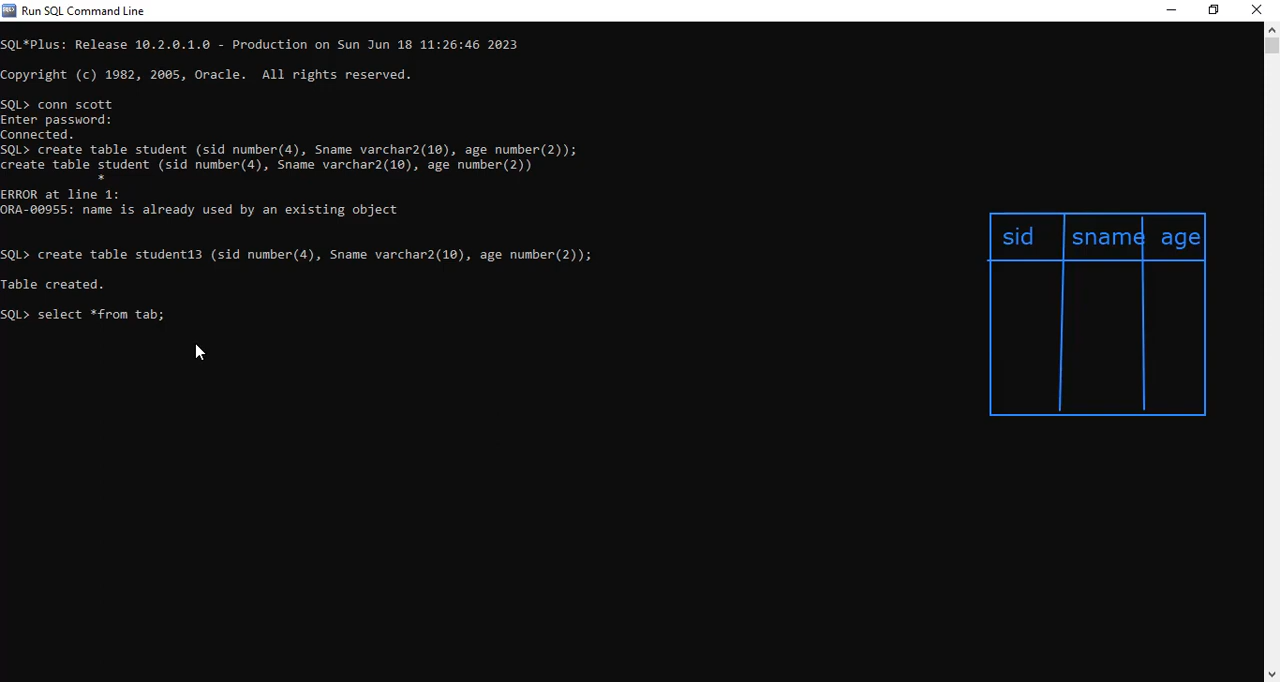 Run SQL Command Line
SQL*Plus: Release 10.2.0.1.0 - Production on Sun Jun 18 11:26:46 2023
Copyright (c) 1982, 2005, Oracle.  All rights reserved.
SQL> conn scott
Enter password:
Connected.
SQL> create table student (sid number(4), Sname varchar2(10), age number(2));
create table student (sid number(4), Sname varchar2(10), age number(2))
*
ERROR at line 1:
ORA-00955: name is already used by an existing object
SQL> create table student13 (sid number(4), Sname varchar2(10), age number(2));
Table created.
SQL> select *from tab;
sid sname age